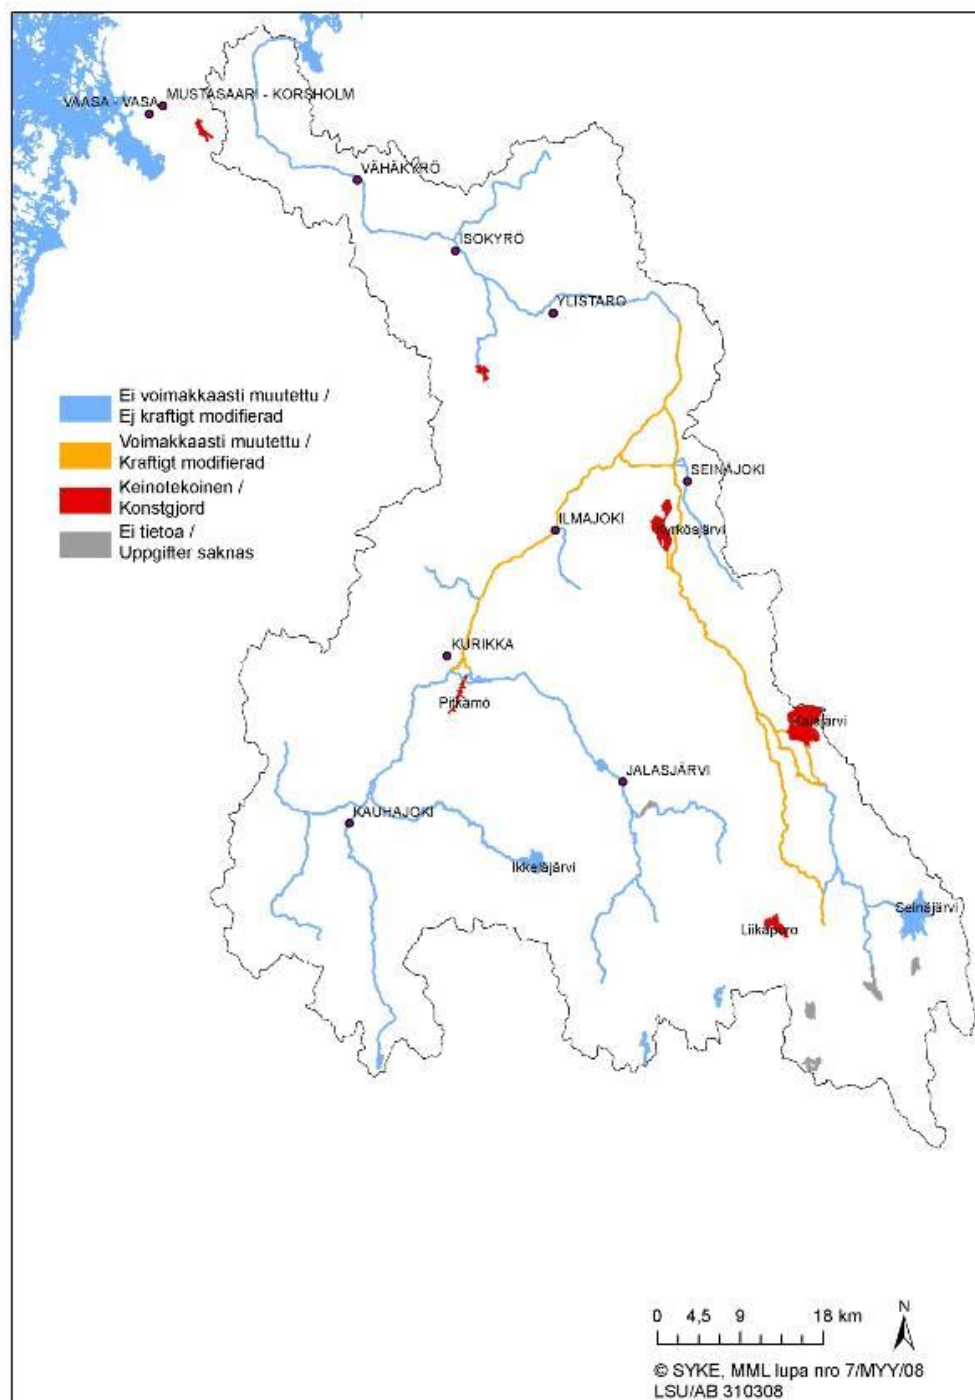 MUSTASAARI - KORSHOLM
VAASA - VASA
VÄHÄKYRÖ
ISOKYRÖ
YLISTARO
Ei voimakkaasti muutettu /
Ej kraftigt modifierad
Voimakkaasti muutettu /
Kraftigt modifierad
Keinotekoinen /
Konstgjord
Ei tietoa /
Uppgifter saknas
SEINÄJOKI
ILMAJOKI
Kyrkösjärvi
KURIKKA
Pitkämö
Kalajärvi
JALASJÄRVI
KAUHAJOKI
Ikkeläjärvi
Seinäjärvi
Liikapuro
N
0 4,5 9 18 km
© SYKE, MML lupa nro 7/MYY/08
LSU/AB 310308